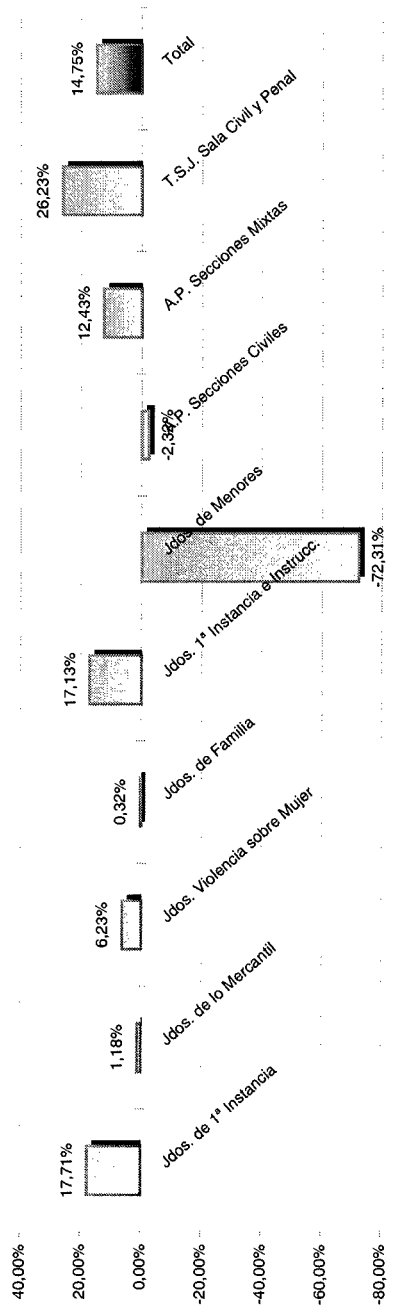 40,00%
20,00%
0,00%
-20,00%
-40,00%
-60,00%
-80,00%
17,71%
1,18%
6,23%
0,32%
17,13%
-72,31%
-2,32%
12,43%
26,23%
14,75%
Jdos. de 1ª Instancia
Jdos. de lo Mercantil
Jdos. Violencia sobre Mujer
Jdos. de Familia
Jdos. 1ª Instancia e Instrucc.
Jdos. de Menores
A.P. Secciones Civiles
A.P. Secciones Mixtas
T.S.J. Sala Civil y Penal
Total